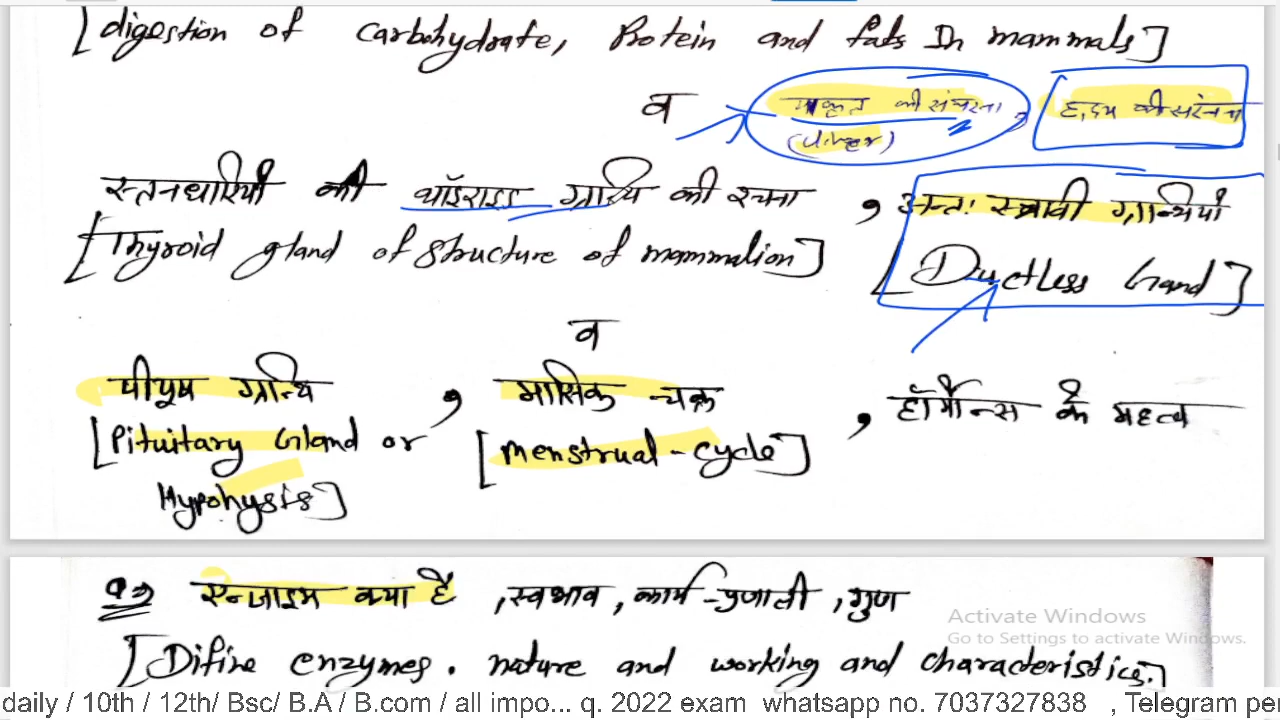 [digestion of carbohydrate, Protein and fats In mammals]
व यकृत की संरचना, हृदय की संरचना
(Liver)
स्तनधारियों की थॉइराइड ग्रन्थि की रचना, अन्तः स्त्रावी ग्रन्थियाँ
[Thyroid gland of structure of mammalion] [Ductless Gland]
व
पीयूष ग्रन्थि, मासिक चक्र, हॉर्मोन्स के महत्व
[Pituitary Gland or [menstrual-cycle]
Hypohysis]
एन्जाइम क्या है, स्वभाव, कार्य-प्रणाली, गुण
Activate Windows
Go to Settings to activate Windows.
[Difine enzymes. nature and working and characteristics.]
daily / 10th / 12th/ Bsc/ B.A / B.com / all impo... q. 2022 exam whatsapp no. 7037327838 , Telegram per